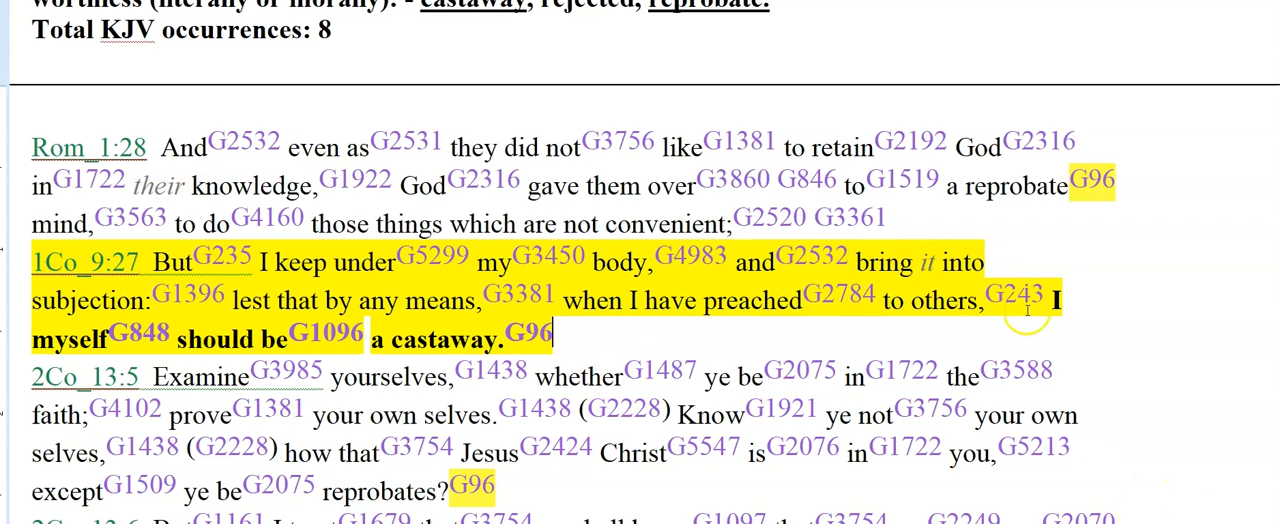 castaway, rejected, reprobate.
Total KJV occurrences: 8
Rom_1:28 AndG2532 even asG2531 they did notG3756 likeG1381 to retainG2192 GodG2316
inG1722 their knowledge,G1922 GodG2316 gave them overG3860 G846 toG1519 a reprobateG96
mind,G3563 to doG4160 those things which are not convenient;G2520 G3361
1Co_9:27 ButG235 I keep underG5299 myG3450 body,G4983 andG2532 bring it into
subjection:G1396 lest that by any means,G3381 when I have preachedG2784 to others,G243 I
myselfG848 should beG1096 a castaway.G96
2Co_13:5 ExamineG3985 yourselves,G1438 whetherG1487 ye beG2075 inG1722 theG3588
faith;G4102 proveG1381 your own selves.G1438 (G2228) KnowG1921 ye notG3756 your own
selves,G1438 (G2228) how thatG3754 JesusG2424 ChristG5547 isG2076 inG1722 you,G5213
exceptG1509 ye beG2075 reprobates?G96